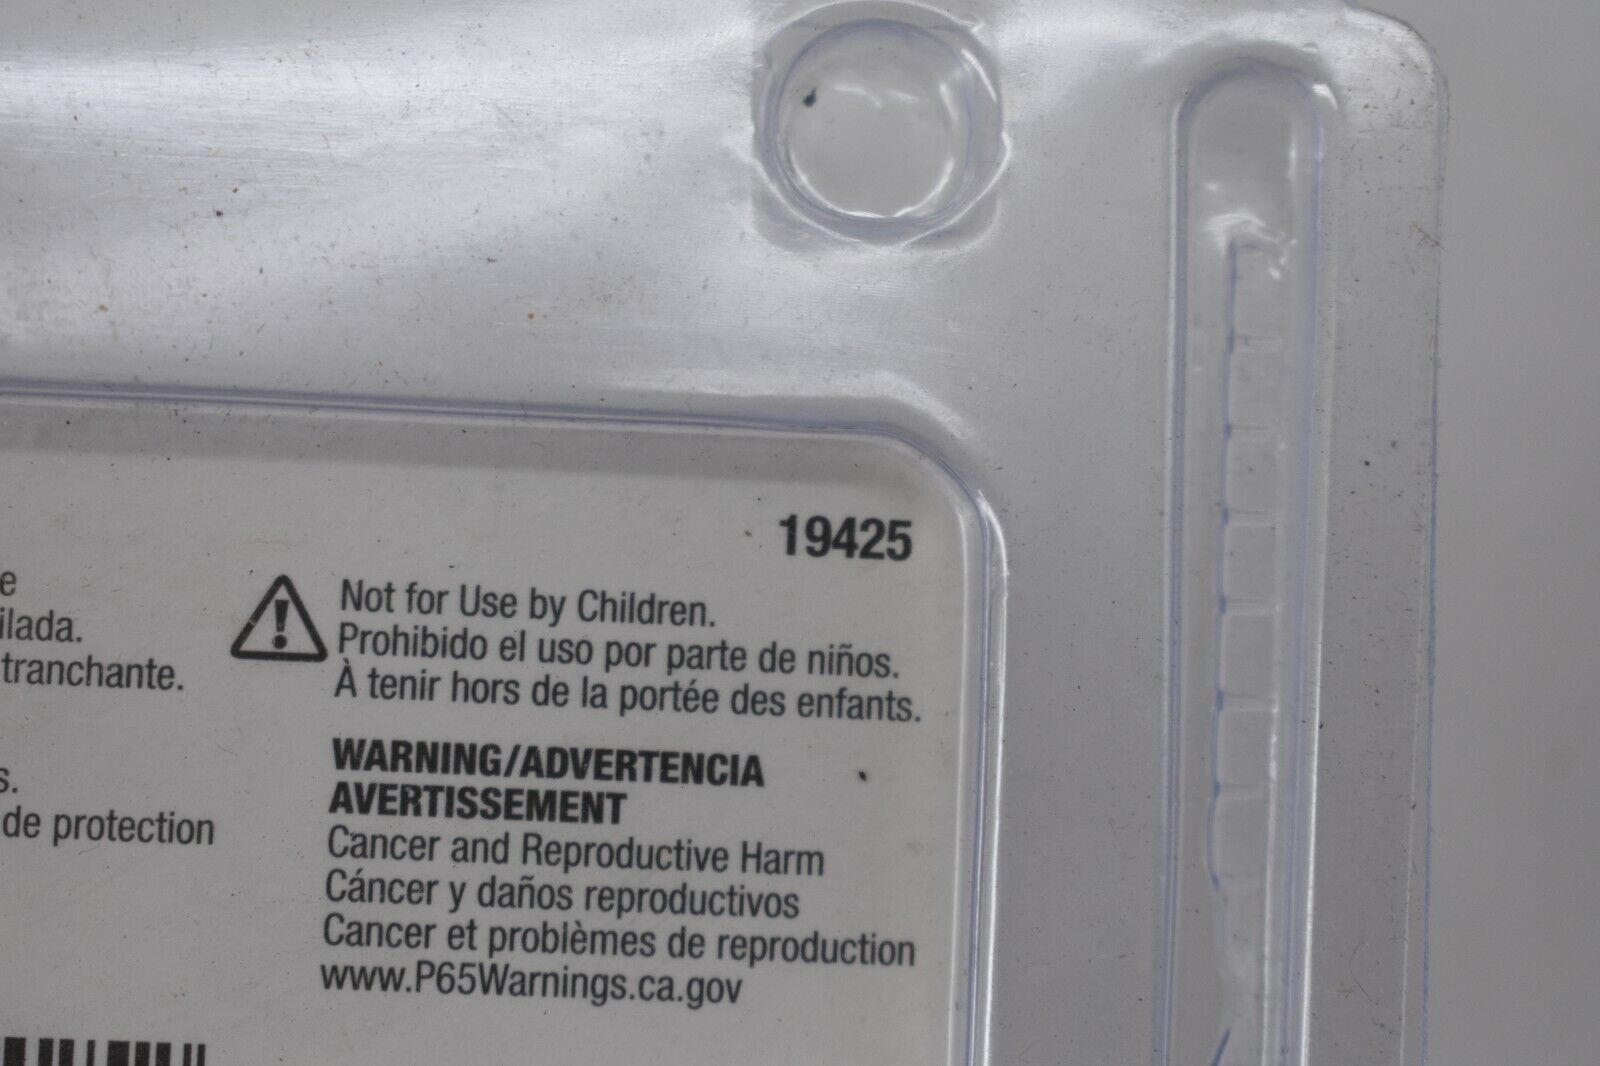 19425
e
ilada.
tranchante.
s.
de protection
Not for Use by Children.
Prohibido el uso por parte de niños.
À tenir hors de la portée des enfants.
WARNING/ADVERTENCIA
AVERTISSEMENT
Cancer and Reproductive Harm
Cáncer y daños reproductivos
Cancer et problèmes de reproduction
www.P65Warnings.ca.gov